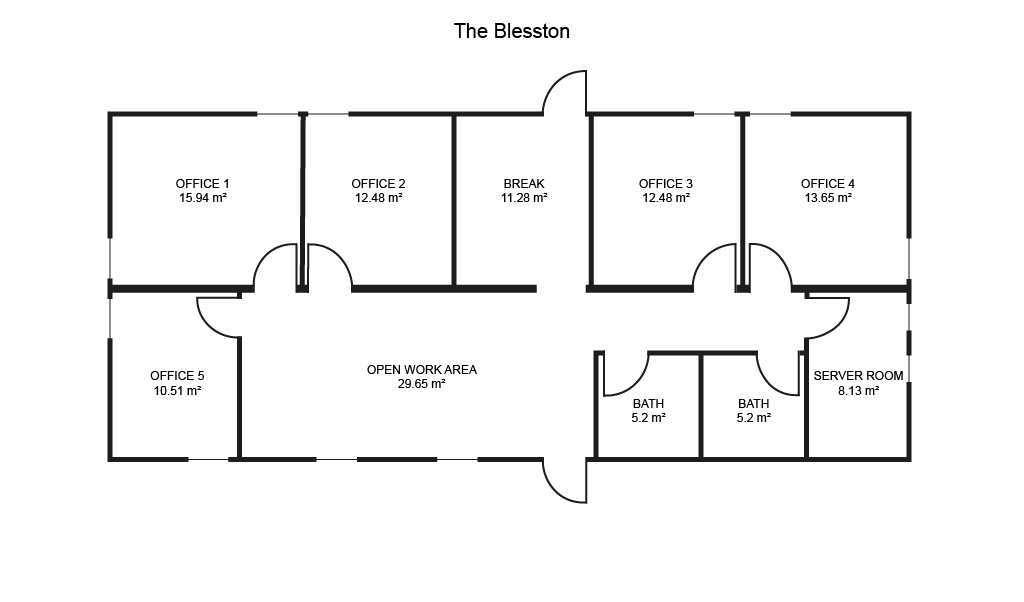 The Blesston
OFFICE 1
15.94 m²
OFFICE 2
12.48 m²
BREAK
11.28 m²
OFFICE 3
12.48 m²
OFFICE 4
13.65 m²
OFFICE 5
10.51 m²
OPEN WORK AREA
29.65 m²
BATH
5.2 m²
BATH
5.2 m²
SERVER ROOM
8.13 m²